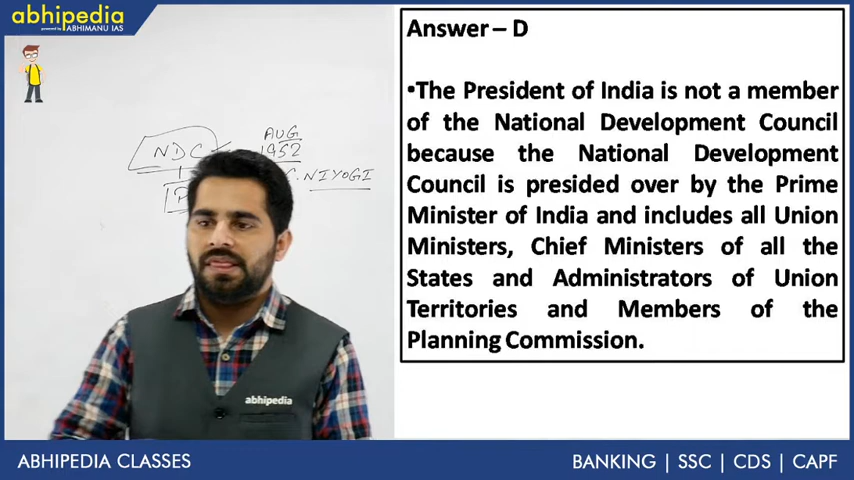 abhipedia
powered by ABHIMANU IAS
Answer – D
•The President of India is not a member
of the National Development Council
because the National Development
Council is presided over by the Prime
Minister of India and includes all Union
Ministers, Chief Ministers of all the
States and Administrators of Union
Territories and Members of the
Planning Commission.
AUG
NDC 1952
C. NIYOGI
P
abhipedia
ABHIPEDIA CLASSES
BANKING | SSC | CDS | CAPF